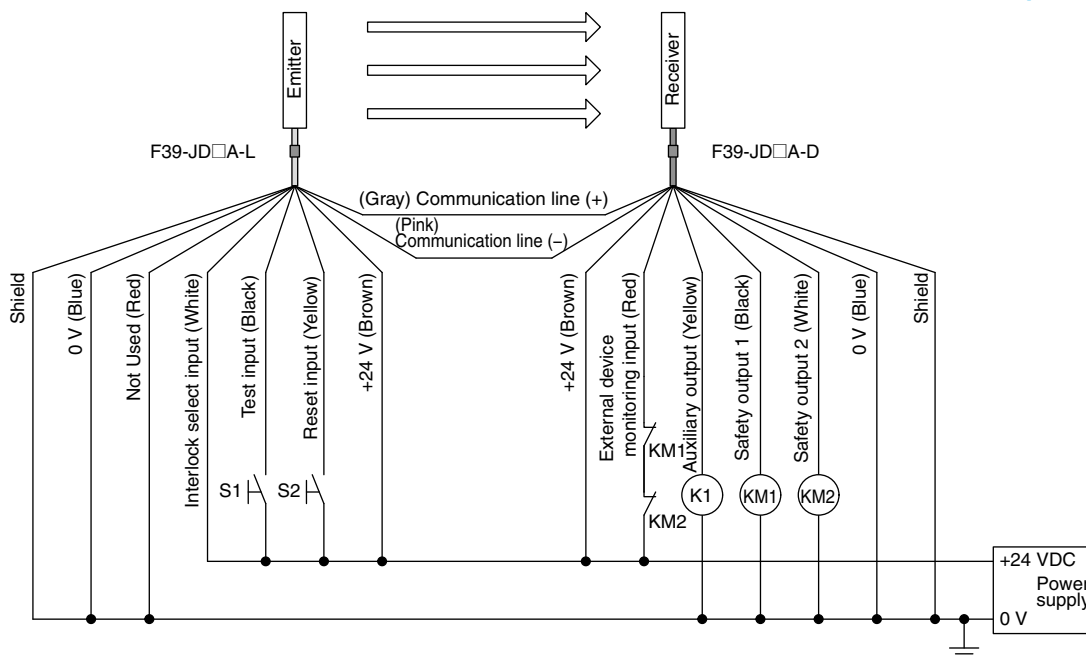 Emitter
Receiver
F39-JD□A-L
F39-JD□A-D
(Gray) Communication line (+)
(Pink)
Communication line (−)
Shield
0 V (Blue)
Not Used (Red)
Interlock select input (White)
Test input (Black)
Reset input (Yellow)
+24 V (Brown)
+24 V (Brown)
External device
monitoring input (Red)
Auxiliary output (Yellow)
Safety output 1 (Black)
Safety output 2 (White)
0 V (Blue)
Shield
S1
S2
KM1
KM2
K1
KM1
KM2
+24 VDC
Power
supply
0 V